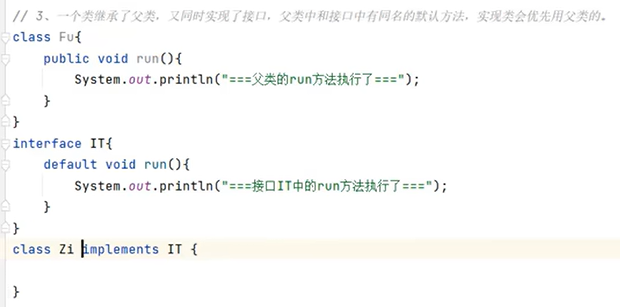 // 3、一个类继承了父类，又同时实现了接口，父类中和接口中有同名的默认方法，实现类会优先用父类的。
class Fu{
    public void run(){
        System.out.println("===父类的run方法执行了===");
    }
}
interface IT{
    default void run(){
        System.out.println("===接口IT中的run方法执行了===");
    }
}
class Zi implements IT {

}